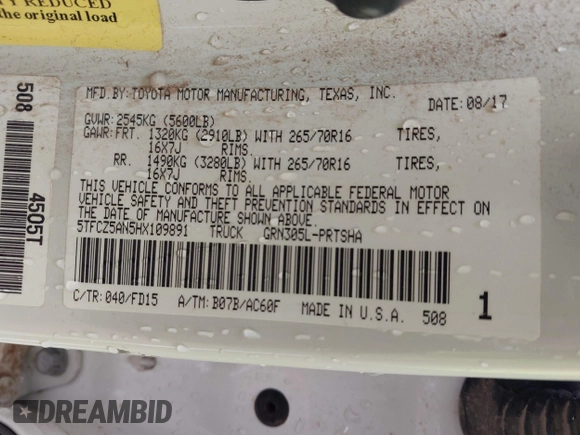 Y REDUCED
the original load
508
4505T
MFD.BY:TOYOTA MOTOR MANUFACTURING, TEXAS, INC.
DATE:08/17
GVWR:2545KG (5600LB)
GAWR:FRT. 1320KG (2910LB) WITH 265/70R16 TIRES,
16X7J RIMS.
RR. 1490KG (3280LB) WITH 265/70R16 TIRES,
16X7J RIMS.
THIS VEHICLE CONFORMS TO ALL APPLICABLE FEDERAL MOTOR
VEHICLE SAFETY AND THEFT PREVENTION STANDARDS IN EFFECT ON
THE DATE OF MANUFACTURE SHOWN ABOVE.
5TFCZ5AN5HX109891 TRUCK GRN305L-PRTSHA
C/TR:040/FD15 A/TM:B07B/AC60F MADE IN U.S.A. 508 1
DREAMBID